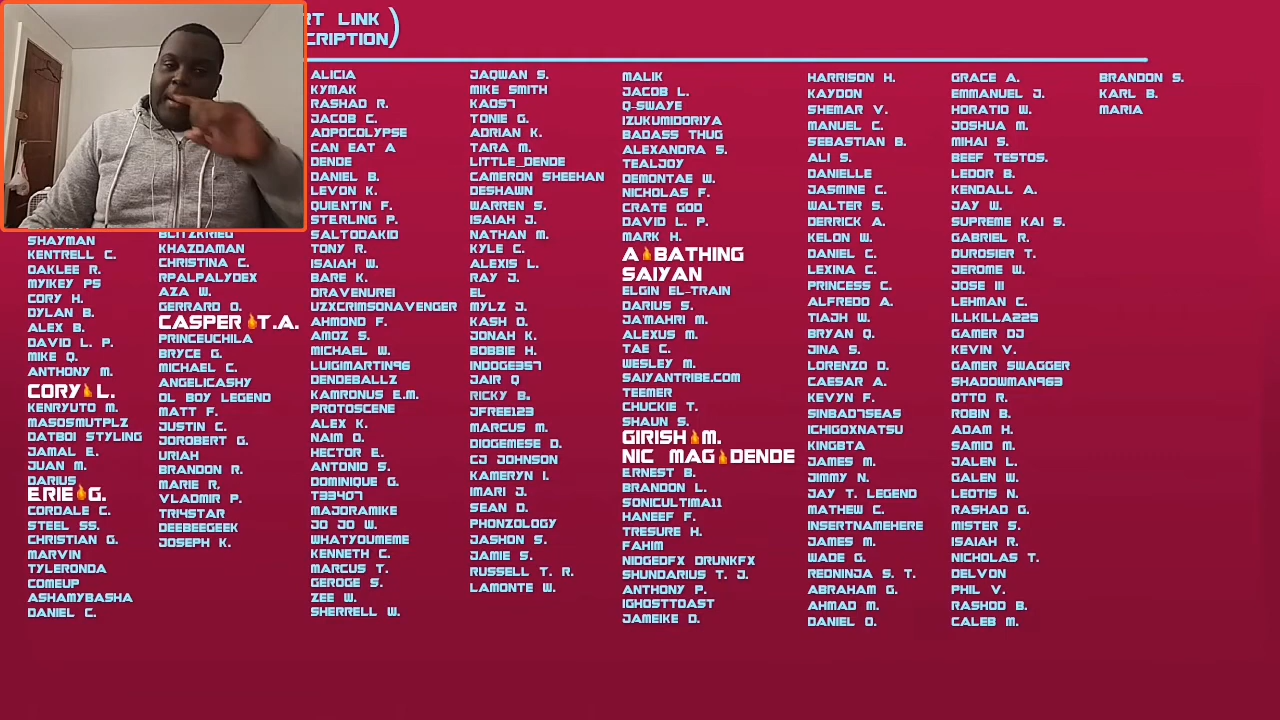 RT LINK
CRIPTION)
SHAYMAN
KENTRELL C.
OAKLEE R.
MYIKEY PS
CORY H.
DYLAN B.
ALEX B.
DAVID L. P.
MIKE Q.
ANTHONY M.
CORY🔥L.
KENRYUTO M.
MASOSMUTPLZ
DATBOI STYLING
JAMAL E.
JUAN M.
DARIUS
ERIE🔥G.
CORDALE C.
STEEL SS.
CHRISTIAN G.
MARVIN
TYLERONDA
COMEUP
ASHAMYBASHA
DANIEL C.
BLITZKRIEG
KHAZDAMAN
CHRISTINA C.
RPALPALYDEX
AZA W.
GERRARD O.
CASPER🔥T.A.
PRINCEUCHILA
BRYCE G.
MICHAEL C.
ANGELICASHY
OL BOY LEGEND
MATT F.
JUSTIN C.
JOROBERT G.
URIAH
BRANDON R.
MARIE R,
VLADMIR P.
TRI4STAR
DEEBEEGEEK
JOSEPH K.
ALICIA
KYMAK
RASHAD R.
JACOB C.
ADPOCOLYPSE
CAN EAT A
DENDE
DANIEL B.
LEVON K.
QUIENTIN F.
STERLING P.
SALTODAKID
TONY R.
ISAIAH W.
BARE K.
DRAVENUREI
UZXCRIMSONAVENGER
AHMOND F.
AMOZ S.
MICHAEL W.
LUIGIMARTIN96
DENDEBALLZ
KAMRONUS E.M.
PROTOSCENE
ALEX K.
NAIM O.
HECTOR E.
ANTONIO S.
DOMINIQUE G.
T33407
MAJORAMIKE
JO JO W.
WHATYOUMEME
KENNETH C.
MARCUS T.
GEROGE S.
ZEE W.
SHERRELL W.
JAQWAN S.
MIKE SMITH
KAOS7
TONIE G.
ADRIAN K.
TARA M.
LITTLE_DENDE
CAMERON SHEEHAN
DESHAWN
WARREN S.
ISAIAH J.
NATHAN M.
KYLE C.
ALEXIS L.
RAY J.
EL
MYLZ J.
KASH O.
JONAH K.
BOBBIE H.
INDOGE357
JAIR Q
RICKY B.
JFREE123
MARCUS M.
DIOGEMESE D.
CJ JOHNSON
KAMERYN I.
IMARI J.
SEAN D.
PHONZOLOGY
JASHON S.
JAMIE S.
RUSSELL T. R.
LAMONTE W.
MALIK
JACOB L.
Q-SWAYE
IZUKUMIDORIYA
BADASS THUG
ALEXANDRA S.
TEALJOY
DEMONTAE W.
NICHOLAS F.
CRATE GOD
DAVID L. P.
MARK H.
A🔥BATHING
SAIYAN
ELGIN EL-TRAIN
DARIUS S.
JA'MAHRI M.
ALEXUS M.
TAE C.
WESLEY M.
SAIYANTRIBE.COM
TEEMER
CHUCKIE T.
SHAUN S.
GIRISH🔥M.
NIC MAG🔥DENDE
ERNEST B.
BRANDON L.
SONICULTIMA11
HANEEF F.
TRESURE H.
FAHIM
NIDGEDFX DRUNKFX
SHUNDARIUS T. J.
ANTHONY P.
IGHOSTTOAST
JAMEIKE D.
HARRISON H.
KAYDON
SHEMAR V.
MANUEL C.
SEBASTIAN B.
ALI S.
DANIELLE
JASMINE C.
WALTER S.
DERRICK A.
KELON W.
DANIEL C.
LEXINA C.
PRINCESS C.
ALFREDO A.
TIAJH W.
BRYAN Q.
JINA S.
LORENZO D.
CAESAR A.
KEVYN F.
SINBAD7SEAS
ICHIGOXNATSU
KINGBTA
JAMES M.
JIMMY N.
JAY T. LEGEND
MATHEW C.
INSERTNAMEHERE
JAMES M.
WADE G.
REDNINJA S. T.
ABRAHAM G.
AHMAD M.
DANIEL O.
GRACE A.
EMMANUEL J.
HORATIO W.
JOSHUA M.
MIHAI S.
BEEF TESTOS.
LEDOR B.
KENDALL A.
JAY W.
SUPREME KAI S.
GABRIEL R.
DUROSIER T.
JEROME W.
JOSE III
LEHMAN C.
ILLKILLA225
GAMER DJ
KEVIN V.
GAMER SWAGGER
SHADOWMAN963
OTTO R.
ROBIN B.
ADAM H.
SAMID M.
JALEN L.
GALEN W.
LEOTIS N.
RASHAD G.
MISTER S.
ISAIAH R.
NICHOLAS T.
DELVON
PHIL V.
RASHOD B.
CALEB M.
BRANDON S.
KARL B.
MARIA